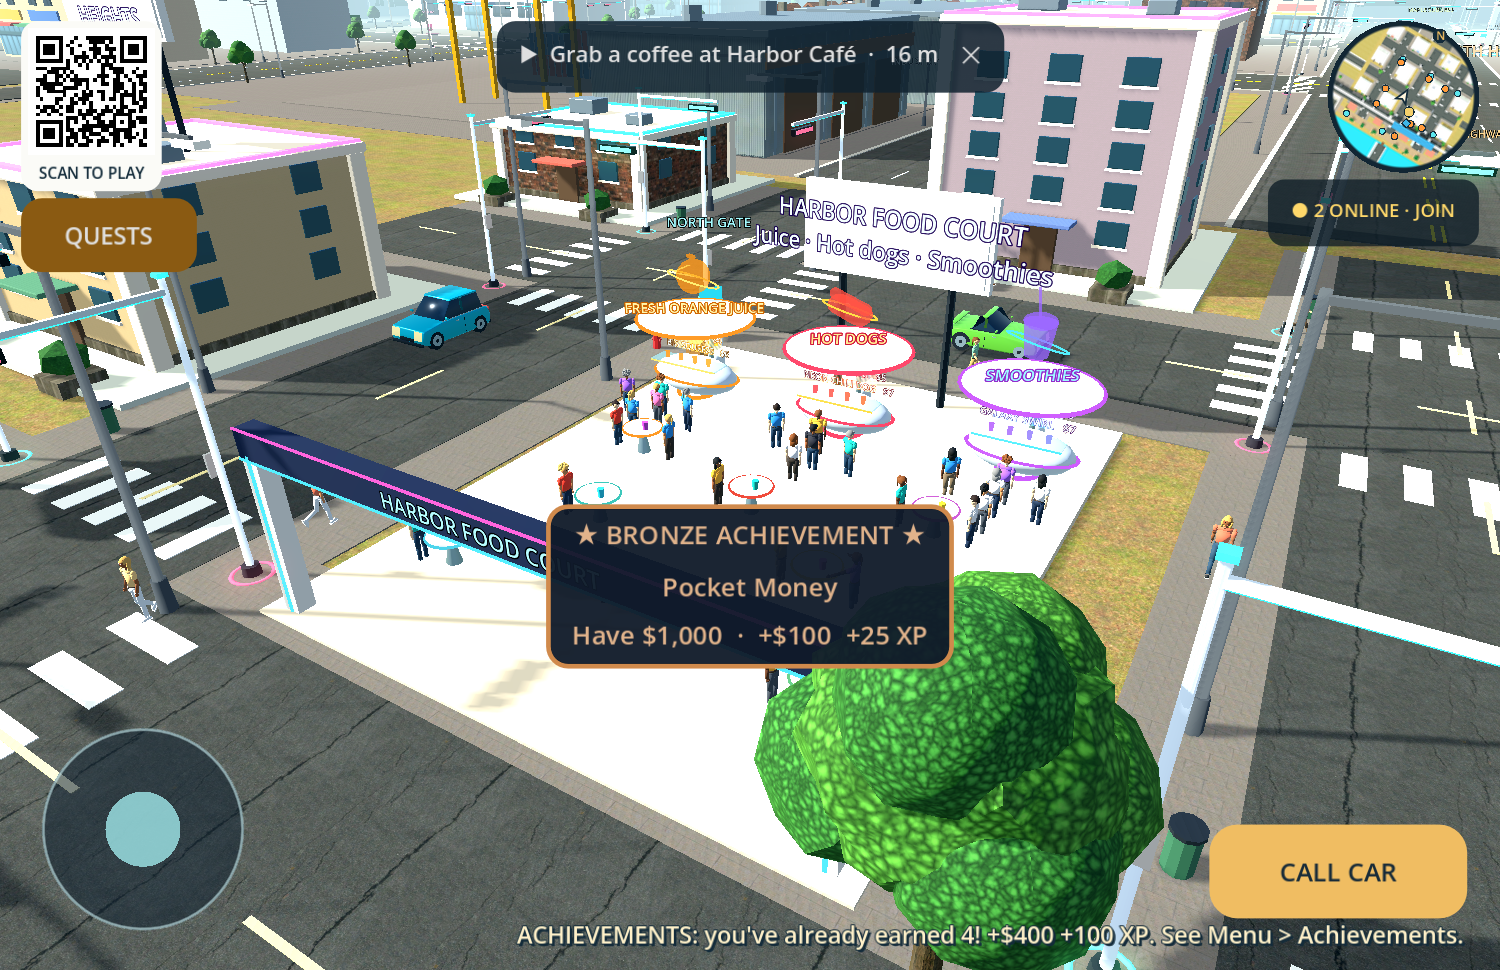 HEIGHTS
SCAN TO PLAY
QUESTS
▶ Grab a coffee at Harbor Café · 16 m ×
N
2 ONLINE · JOIN
NORTH GATE
HARBOR FOOD COURT
Juice · Hot dogs · Smoothies
FRESH ORANGE JUICE
HOT DOGS
SMOOTHIES
HARBOR FOOD COURT
★ BRONZE ACHIEVEMENT ★
Pocket Money
Have $1,000 · +$100 +25 XP
CALL CAR
ACHIEVEMENTS: you've already earned 4! +$400 +100 XP. See Menu > Achievements.